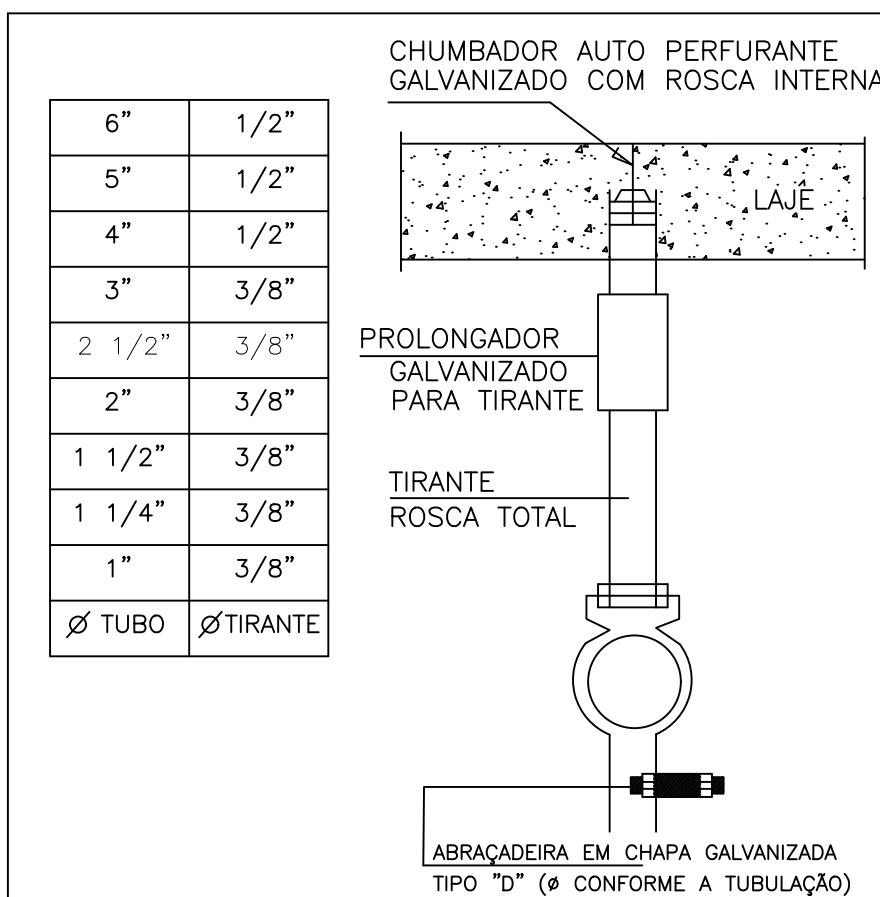 CHUMBADOR AUTO PERFURANTE
GALVANIZADO COM ROSCA INTERNA
6” 1/2”
5” 1/2”
4” 1/2”
3” 3/8”
2 1/2” 3/8”
2” 3/8”
1 1/2” 3/8”
1 1/4” 3/8”
1” 3/8”
Ø TUBO Ø TIRANTE
LAJE
PROLONGADOR
GALVANIZADO
PARA TIRANTE
TIRANTE
ROSCA TOTAL
ABRAÇADEIRA EM CHAPA GALVANIZADA
TIPO ”D” (Ø CONFORME A TUBULAÇÃO)